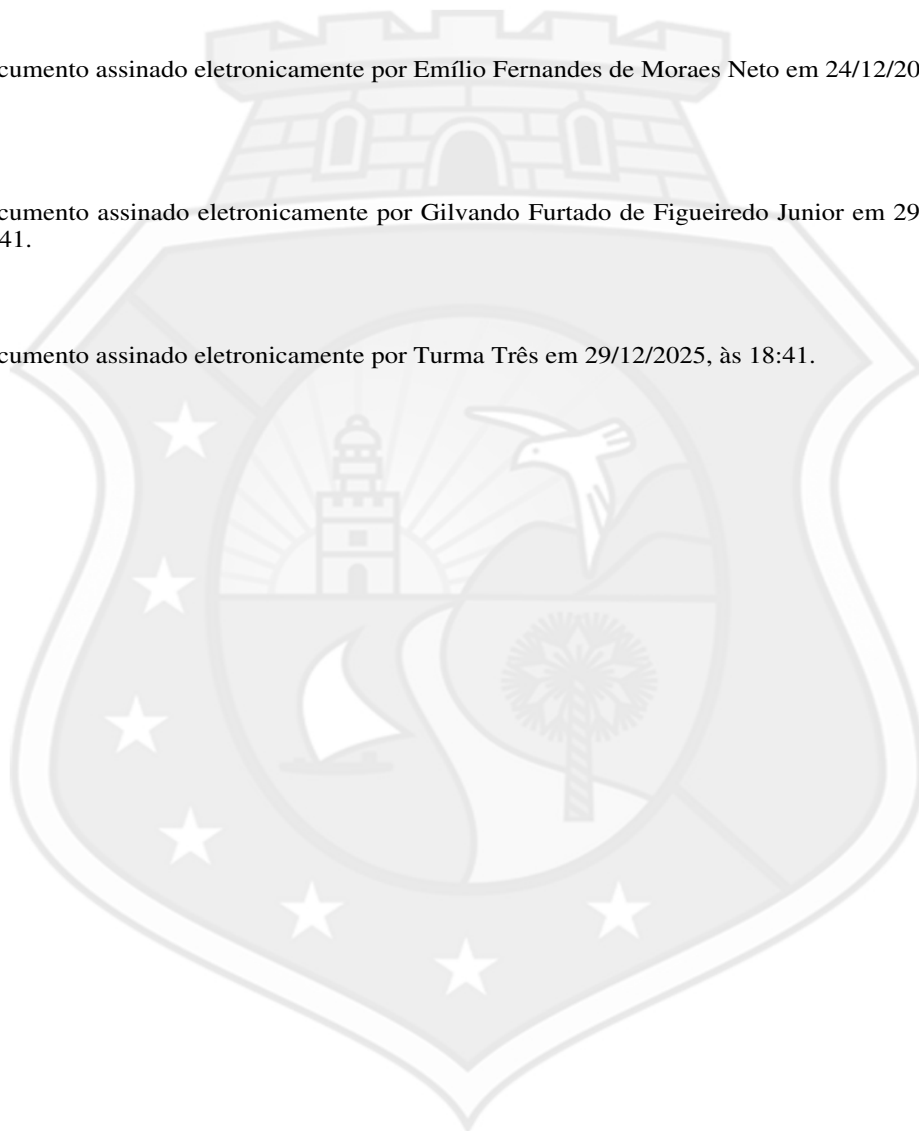 cumento assinado eletronicamente por Emílio Fernandes de Moraes Neto em 24/12/20
cumento assinado eletronicamente por Gilvando Furtado de Figueiredo Junior em 29
41.
cumento assinado eletronicamente por Turma Três em 29/12/2025, às 18:41.